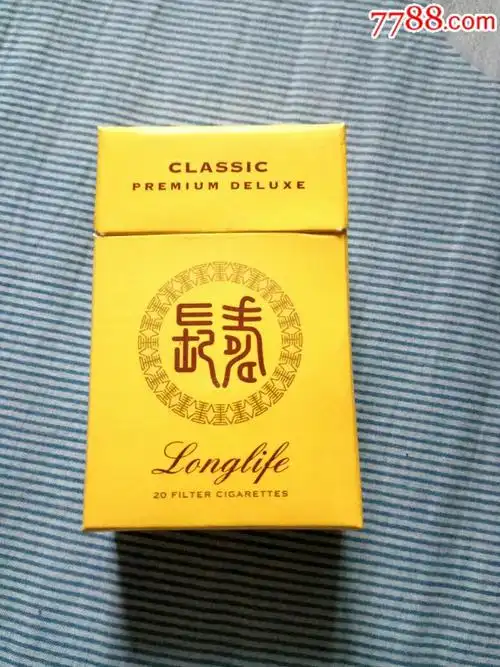 7788.com
CLASSIC
PREMIUM DELUXE
長壽
Longlife
20 FILTER CIGARETTES